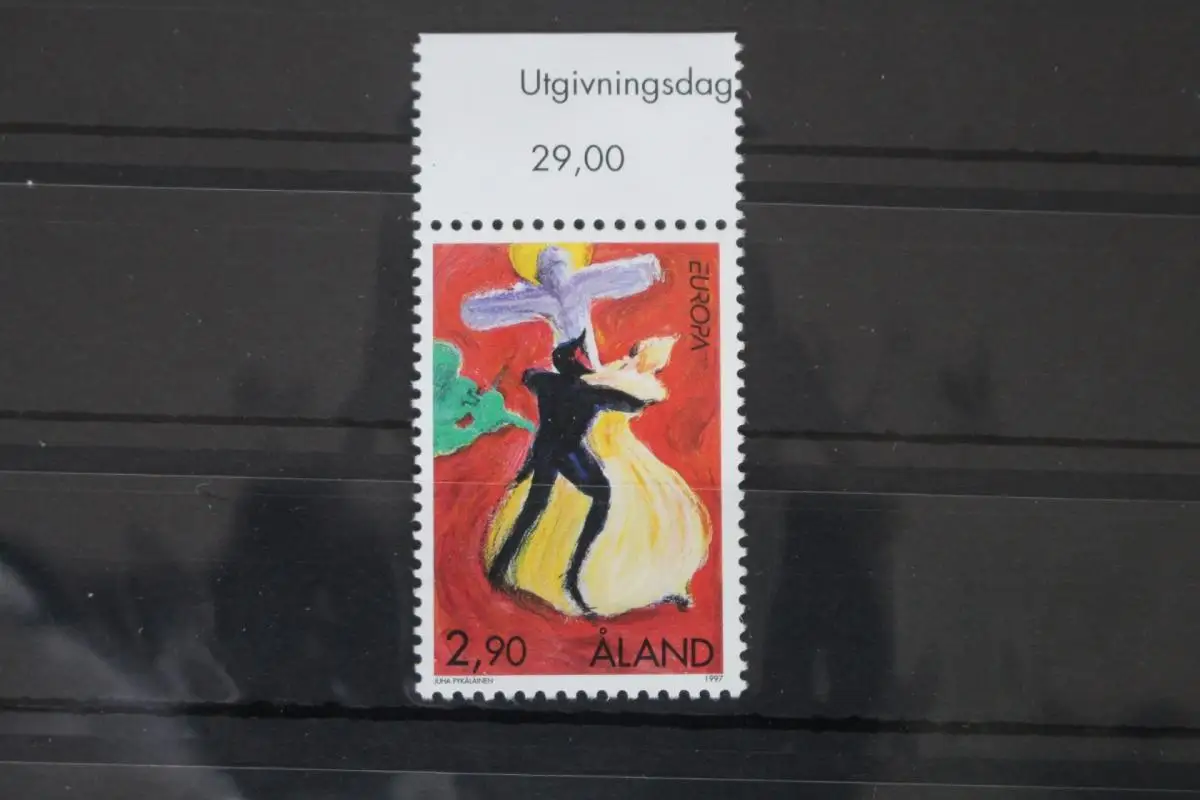 Utgivningsdag
29,00
EUROPA
2,90 ÅLAND
JUHA PYKÄLÄINEN 1997